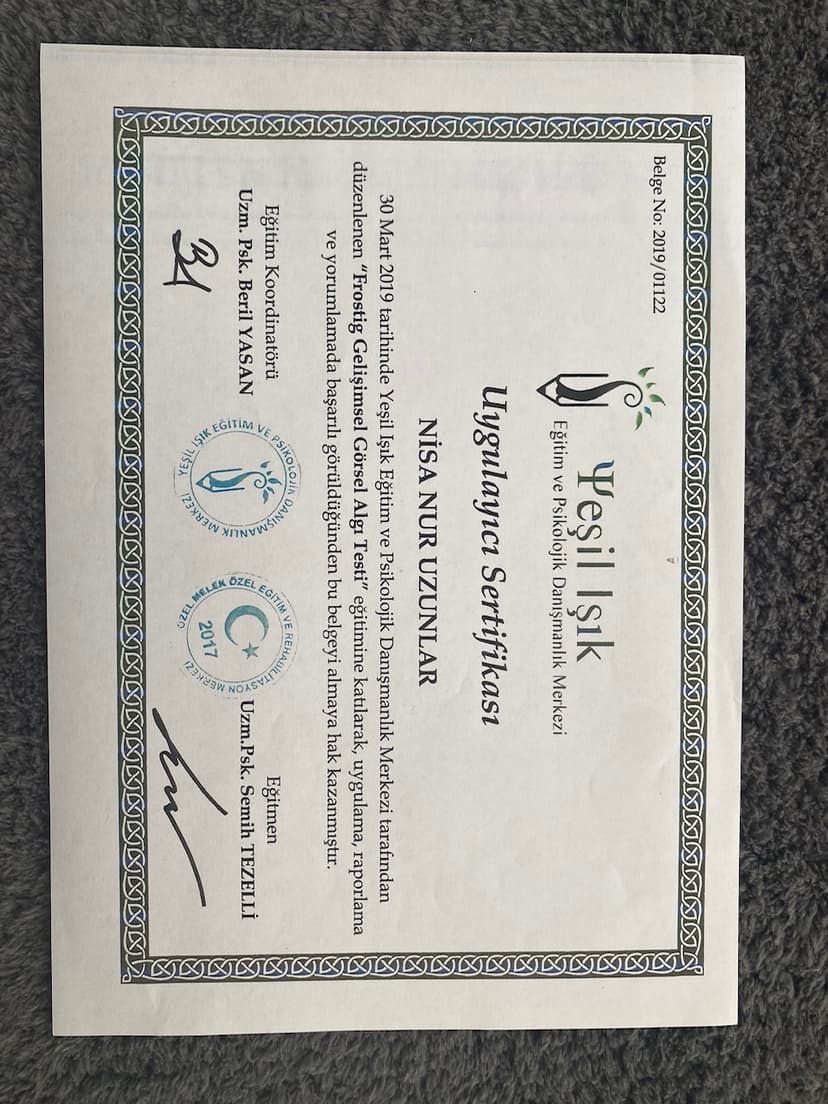 Belge No: 2019/01122
Yeşil Işık
Eğitim ve Psikolojik Danışmanlık Merkezi
Uygulayıcı Sertifikası
NİSA NUR UZUNLAR
30 Mart 2019 tarihinde Yeşil Işık Eğitim ve Psikolojik Danışmanlık Merkezi tarafından
düzenlenen "Frostig Gelişimsel Görsel Algı Testi" eğitimine katılarak, uygulama, raporlama
ve yorumlamada başarılı görüldüğünden bu belgeyi almaya hak kazanmıştır.
Eğitim Koordinatörü
Uzm. Psk. Beril YASAN
YEŞİL IŞIK EĞİTİM VE PSİKOLOJİK DANIŞMANLIK MERKEZİ
ÖZEL MELEK ÖZEL EĞİTİM VE REHABİLİTASYON MERKEZİ
2017
Eğitmen
Uzm.Psk. Semih TEZELLİ